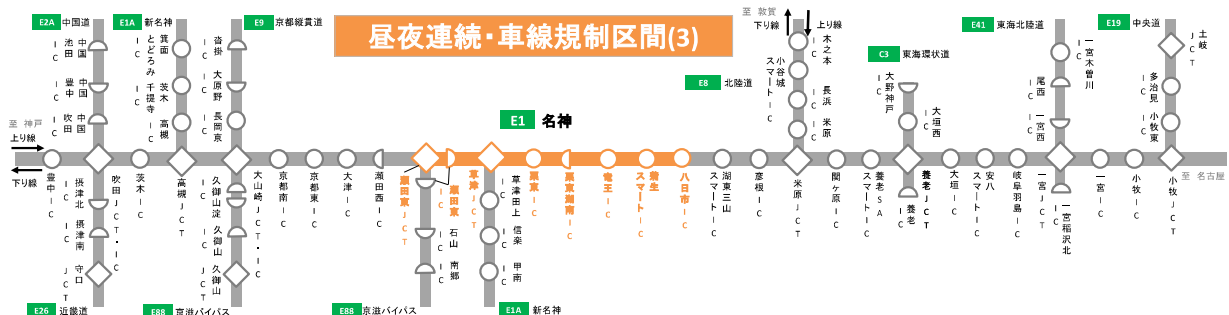 昼夜連続・車線規制区間(3)
E2A 中国道
E1A 新名神
E9 京都縦貫道
至 敦賀
下り線
上り線
E8 北陸道
C3 東海環状道
E41 東海北陸道
E19 中央道
中国池田IC
中国豊中IC
中国吹田IC
箕面とどろみIC
茨木千提寺IC
高槻IC
沓掛IC
大原野IC
長岡京IC
E1 名神
木之本IC
小谷城スマートIC
長浜IC
米原IC
大野神戸IC
大垣西IC
一宮木曽川IC
尾西IC
一宮西IC
土岐JCT
多治見IC
小牧東IC
至 神戸
上り線
下り線
豊中IC
吹田JCT・IC
茨木IC
高槻JCT
大山崎JCT・IC
京都南IC
京都東IC
大津IC
瀬田西IC
瀬田東JCT
瀬田東IC
草津JCT
栗東IC
栗東湖南IC
竜王IC
蒲生スマートIC
八日市IC
湖東三山スマートIC
彦根IC
米原JCT
関ヶ原IC
養老SAスマートIC
養老JCT
大垣IC
安八スマートIC
岐阜羽島IC
一宮JCT
一宮IC
小牧IC
小牧JCT
至 名古屋
摂津北IC
摂津南IC
守口JCT
久御山淀IC
久御山IC
久御山JCT
石山IC
南郷IC
草津田上IC
信楽IC
甲南IC
養老IC
一宮稲沢北IC
E26 近畿道
E88 京滋バイパス
E88 京滋バイパス
E1A 新名神